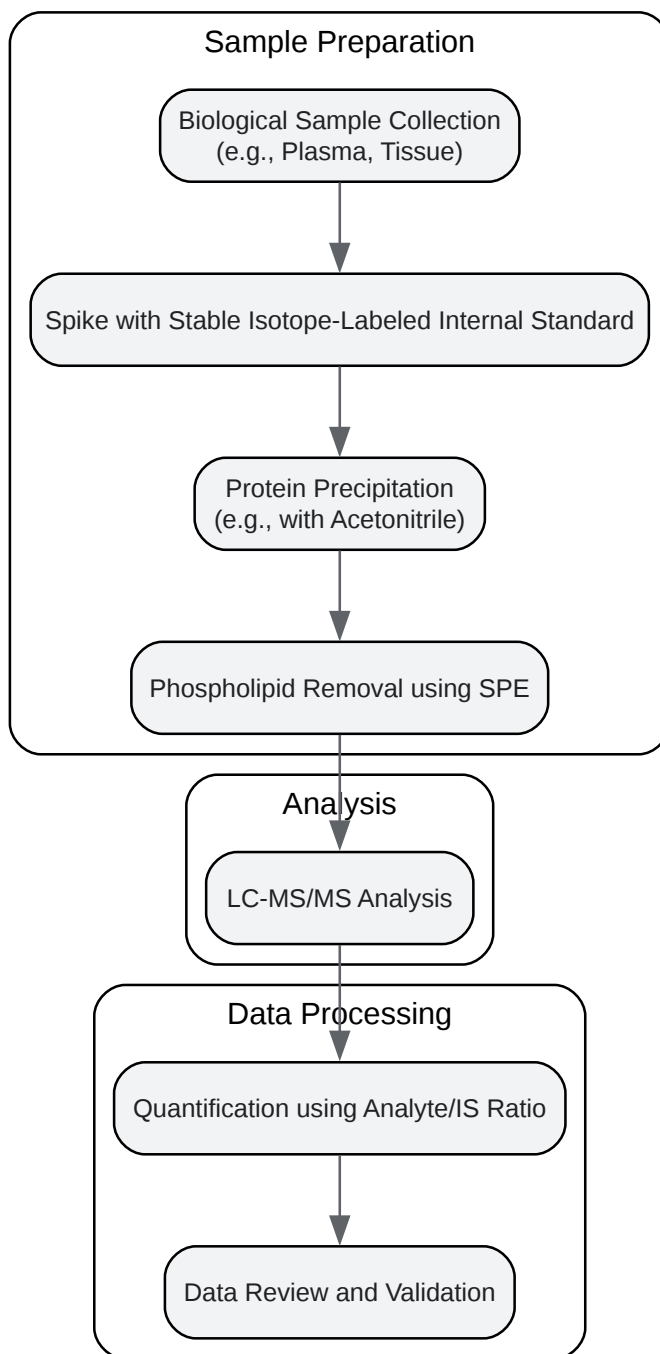 Sample Preparation
Biological Sample Collection
(e.g., Plasma, Tissue)
Spike with Stable Isotope-Labeled Internal Standard
Protein Precipitation
(e.g., with Acetonitrile)
Phospholipid Removal using SPE
Analysis
LC-MS/MS Analysis
Data Processing
Quantification using Analyte/IS Ratio
Data Review and Validation